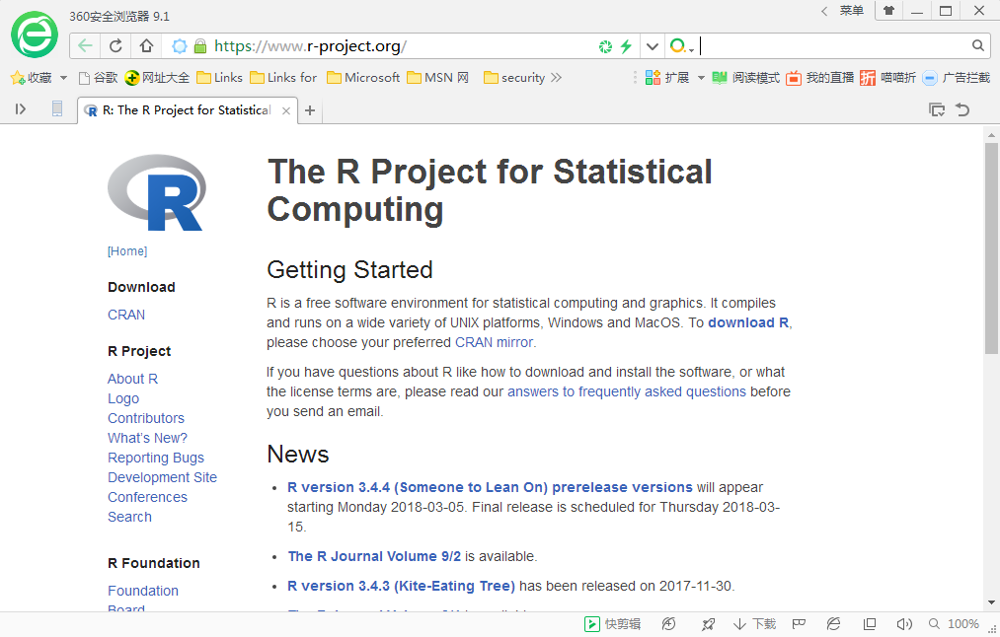 360安全浏览器 9.1
菜单
https://www.r-project.org/
收藏 谷歌 网址大全 Links Links for Microsoft MSN 网 security 扩展 阅读模式 我的直播 折 喵喵折 广告拦截
R: The R Project for Statistical
R
The R Project for Statistical
Computing
[Home]
Download
CRAN
R Project
About R
Logo
Contributors
What's New?
Reporting Bugs
Development Site
Conferences
Search
R Foundation
Foundation
Board
Getting Started
R is a free software environment for statistical computing and graphics. It compiles
and runs on a wide variety of UNIX platforms, Windows and MacOS. To download R,
please choose your preferred CRAN mirror.
If you have questions about R like how to download and install the software, or what
the license terms are, please read our answers to frequently asked questions before
you send an email.
News
R version 3.4.4 (Someone to Lean On) prerelease versions will appear
starting Monday 2018-03-05. Final release is scheduled for Thursday 2018-03-
15.
The R Journal Volume 9/2 is available.
R version 3.4.3 (Kite-Eating Tree) has been released on 2017-11-30.
快剪辑 下载 100%